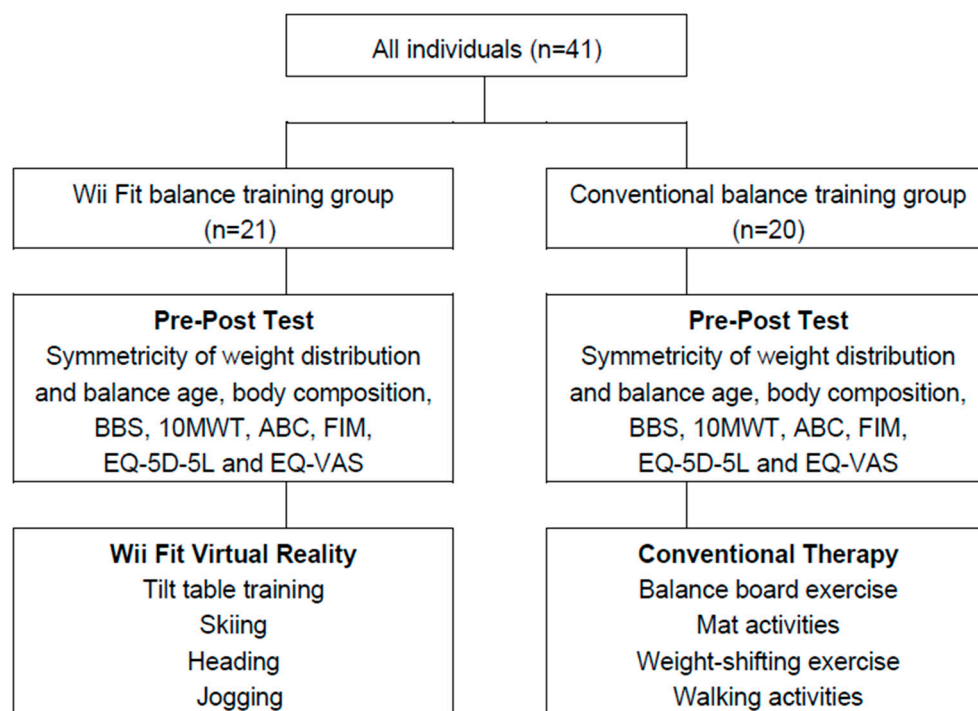 All individuals (n=41)
Wii Fit balance training group
(n=21)
Conventional balance training group
(n=20)
Pre-Post Test
Symmetricity of weight distribution
and balance age, body composition,
BBS, 10MWT, ABC, FIM,
EQ-5D-5L and EQ-VAS
Pre-Post Test
Symmetricity of weight distribution
and balance age, body composition,
BBS, 10MWT, ABC, FIM,
EQ-5D-5L and EQ-VAS
Wii Fit Virtual Reality
Tilt table training
Skiing
Heading
Jogging
Conventional Therapy
Balance board exercise
Mat activities
Weight-shifting exercise
Walking activities